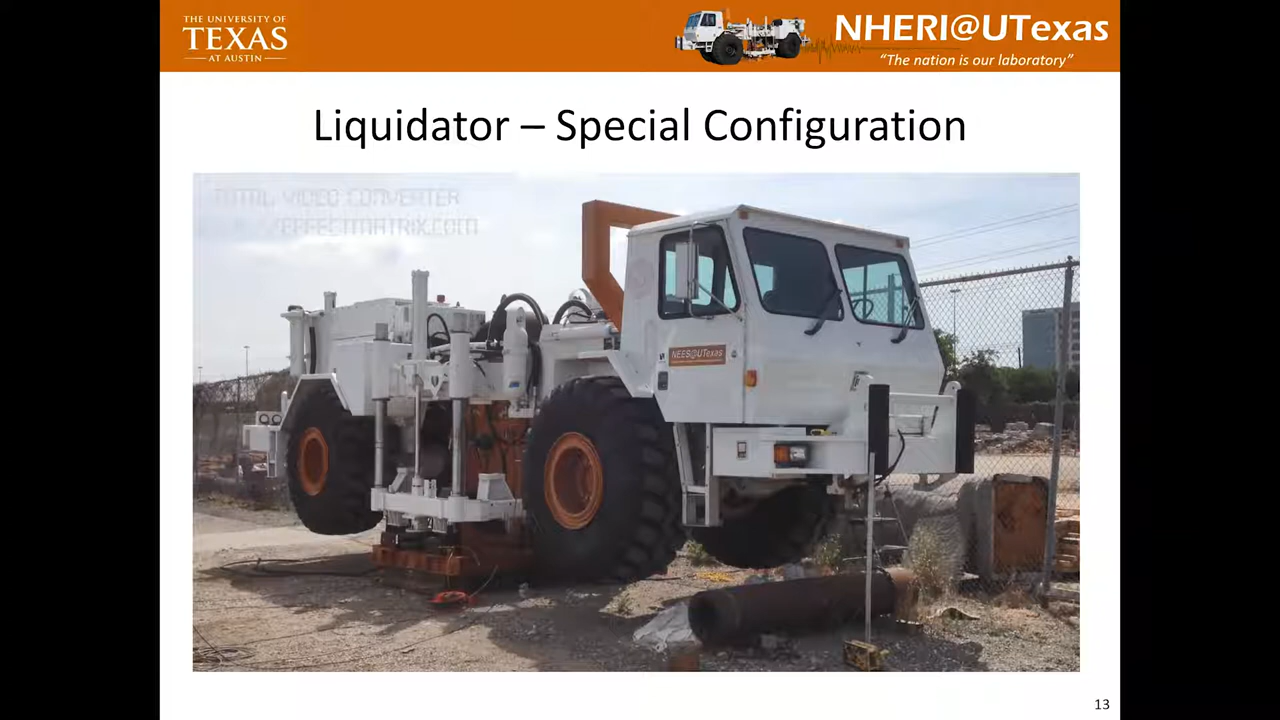 THE UNIVERSITY OF
TEXAS
AT AUSTIN
NHERI@UTexas
“The nation is our laboratory”
Liquidator – Special Configuration
TOTAL VIDEO CONVERTER
EFFECTMATRIX.COM
NEES@UTexas
13